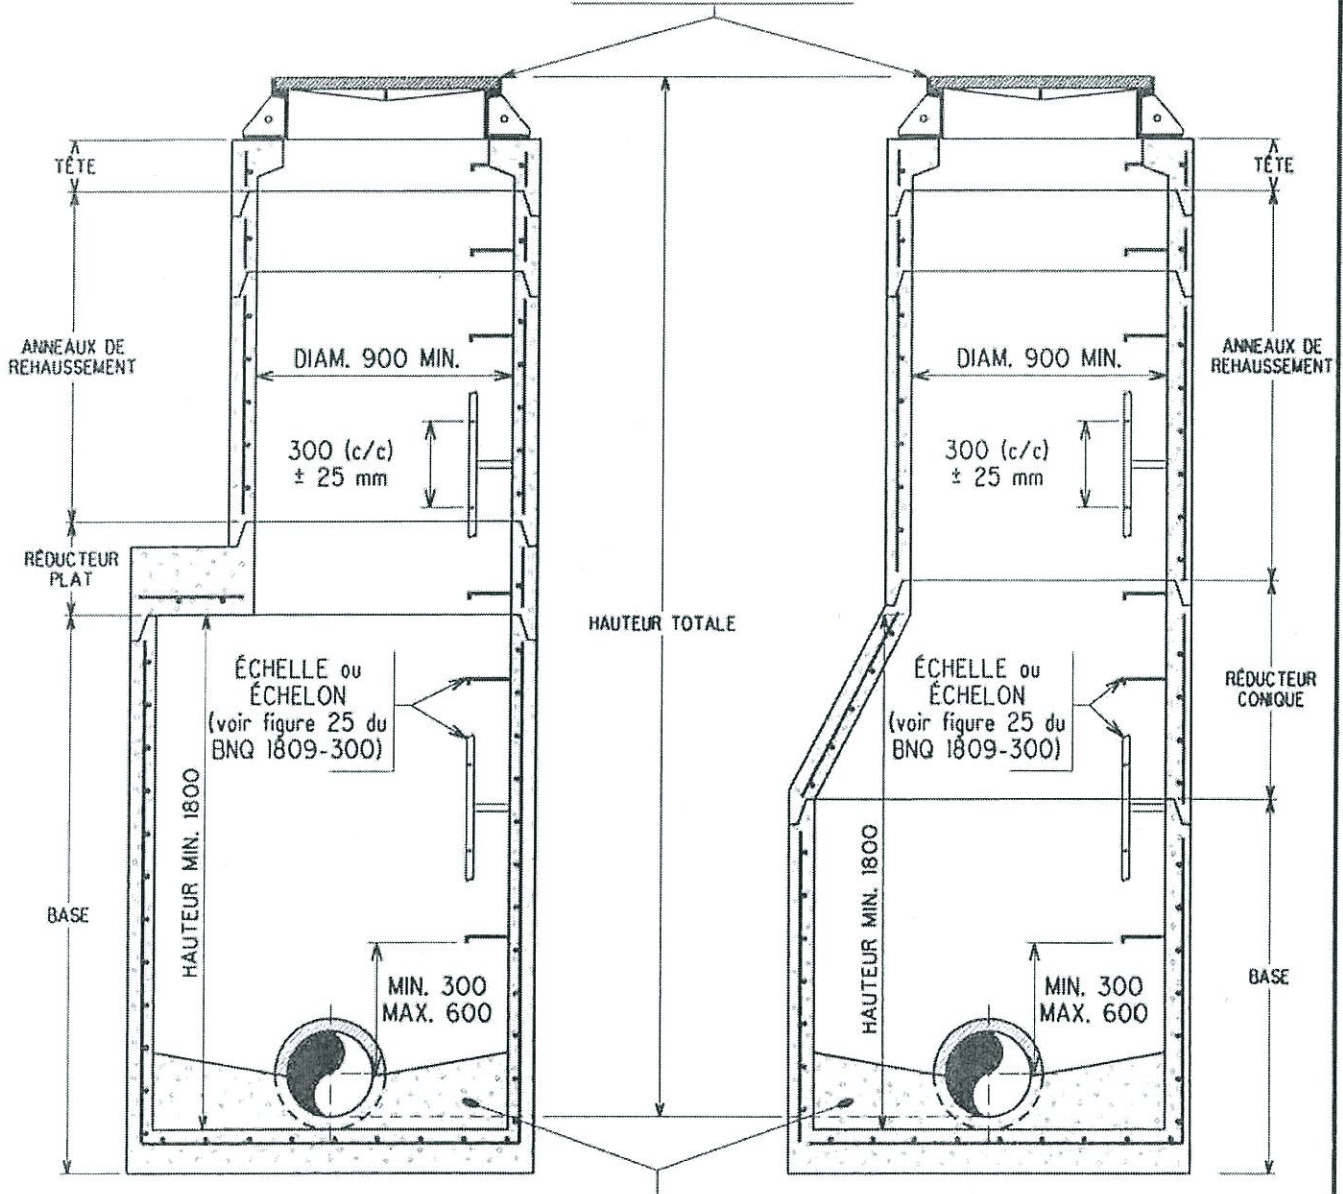 TÊTE
ANNEAUX DE
REHAUSSEMENT
DIAM. 900 MIN.
300 (c/c)
± 25 mm
RÉDUCTEUR
PLAT
ÉCHELLE ou
ÉCHELON
(voir figure 25 du
BNQ 1809-300)
HAUTEUR MIN. 1800
BASE
MIN. 300
MAX. 600
HAUTEUR TOTALE
TÊTE
ANNEAUX DE
REHAUSSEMENT
DIAM. 900 MIN.
300 (c/c)
± 25 mm
ÉCHELLE ou
ÉCHELON
(voir figure 25 du
BNQ 1809-300)
RÉDUCTEUR
CONIQUE
HAUTEUR MIN. 1800
MIN. 300
MAX. 600
BASE